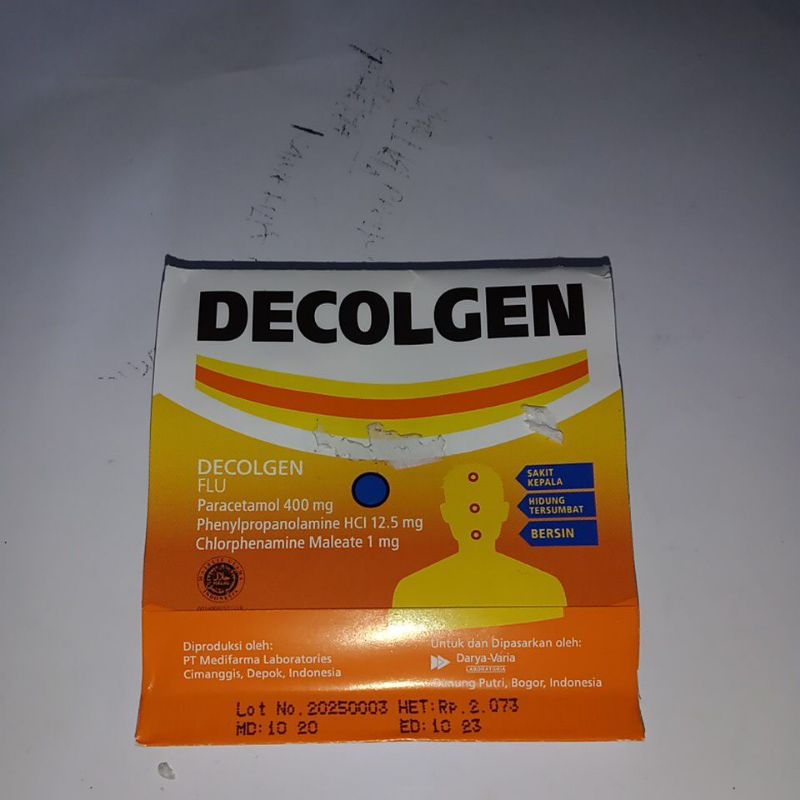 DECOLGEN
DECOLGEN
FLU
Paracetamol 400 mg
Phenylpropanolamine HCl 12.5 mg
Chlorphenamine Maleate 1 mg
SAKIT
KEPALA
HIDUNG
TERSUMBAT
BERSIN
INDONESIA
Diproduksi oleh:
PT Medifarma Laboratories
Cimanggis, Depok, Indonesia
Untuk dan Dipasarkan oleh:
Darya-Varia
LABORATORIA
Gunung Putri, Bogor, Indonesia
Lot No. 20250003 HET:Rp.2.073
MD:10 20 ED:10 23